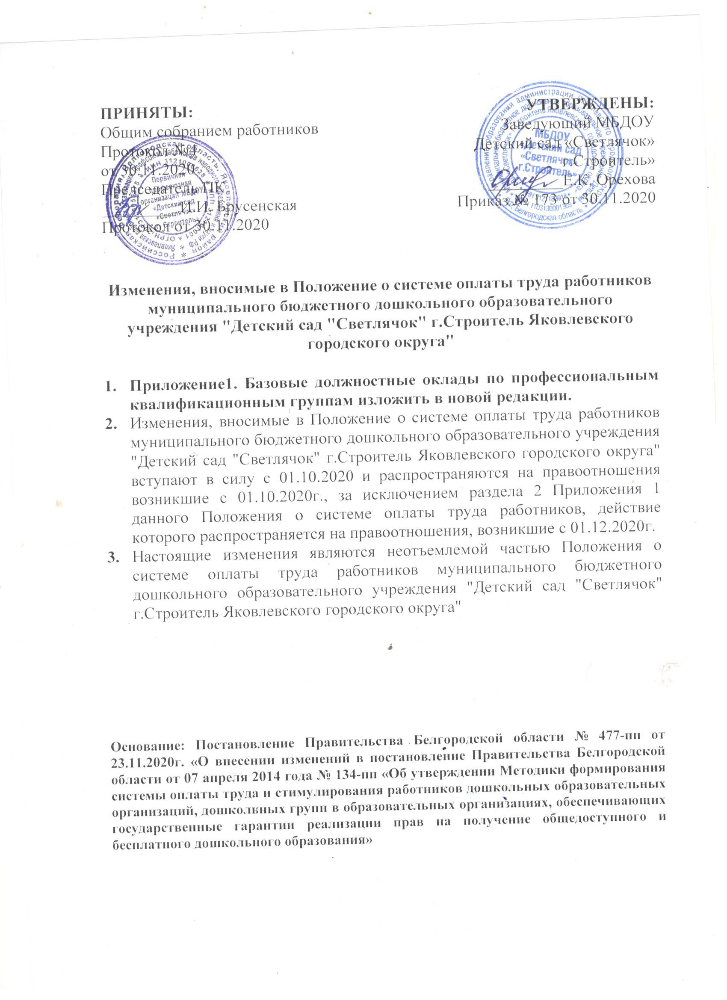 ПРИНЯТЫ:
Общим собранием работников
Протокол №4
от 30.11.2020
Председатель ПК
И.И. Брусенская
Протокол от 30.11.2020
УТВЕРЖДЕНЫ:
Заведующий МБДОУ
Детский сад «Светлячок»
г.Строитель»
Е.К. Орехова
Приказ № 173 от 30.11.2020
Первичная
профсоюзная
организация МБДОУ
«Детский сад
«Светлячок»
г. Строитель»
МБДОУ
«Детский сад
«Светлячок»
г.Строитель»
Изменения, вносимые в Положение о системе оплаты труда работников
муниципального бюджетного дошкольного образовательного
учреждения "Детский сад "Светлячок" г.Строитель Яковлевского
городского округа"
1. Приложение1. Базовые должностные оклады по профессиональным
квалификационным группам изложить в новой редакции.
2. Изменения, вносимые в Положение о системе оплаты труда работников
муниципального бюджетного дошкольного образовательного учреждения
"Детский сад "Светлячок" г.Строитель Яковлевского городского округа"
вступают в силу с 01.10.2020 и распространяются на правоотношения
возникшие с 01.10.2020г., за исключением раздела 2 Приложения 1
данного Положения о системе оплаты труда работников, действие
которого распространяется на правоотношения, возникшие с 01.12.2020г.
3. Настоящие изменения являются неотъемлемой частью Положения о
системе оплаты труда работников муниципального бюджетного
дошкольного образовательного учреждения "Детский сад "Светлячок"
г.Строитель Яковлевского городского округа"
Основание: Постановление Правительства Белгородской области № 477-пп от
23.11.2020г. «О внесении изменений в постановление Правительства Белгородской
области от 07 апреля 2014 года № 134-пп «Об утверждении Методики формирования
системы оплаты труда и стимулирования работников дошкольных образовательных
организаций, дошкольных групп в образовательных организациях, обеспечивающих
государственные гарантии реализации прав на получение общедоступного и
бесплатного дошкольного образования»